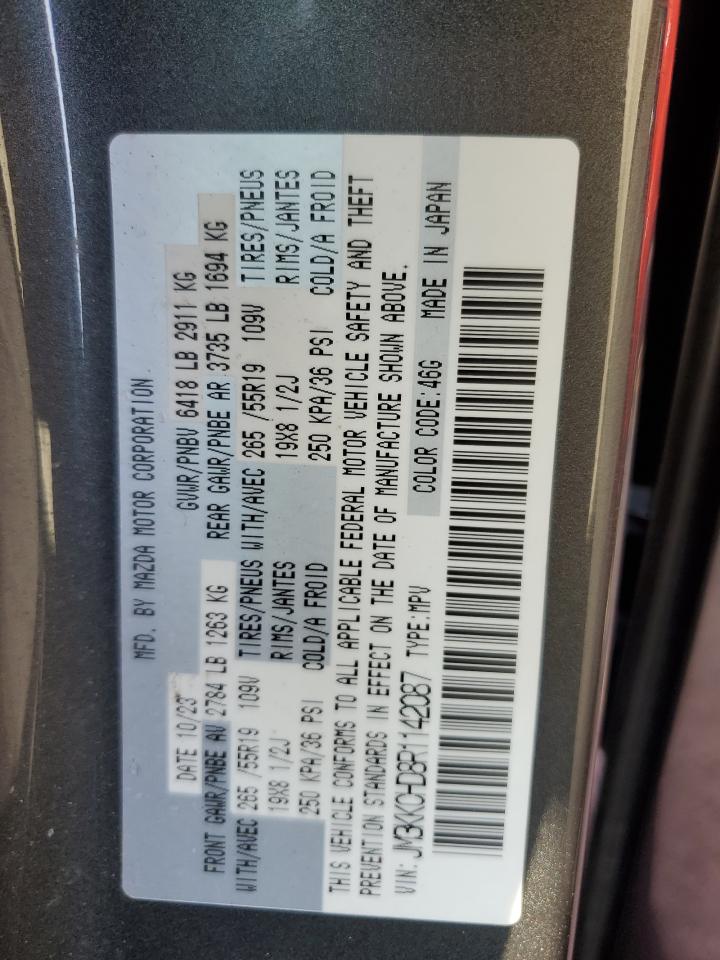 MFD. BY MAZDA MOTOR CORPORATION
DATE 10/23 GVWR/PNBV 6418 LB 2911 KG
FRONT GAWR/PNBE AV 2784 LB 1263 KG REAR GAWR/PNBE AR 3735 LB 1694 KG
WITH/AVEC 265 /55R19 109V TIRES/PNEUS WITH/AVEC 265 /55R19 109V TIRES/PNEUS
19X8 1/2J RIMS/JANTES 19X8 1/2J RIMS/JANTES
250 KPA/36 PSI COLD/A FROID 250 KPA/36 PSI COLD/A FROID
THIS VEHICLE CONFORMS TO ALL APPLICABLE FEDERAL MOTOR VEHICLE SAFETY AND THEFT
PREVENTION STANDARDS IN EFFECT ON THE DATE OF MANUFACTURE SHOWN ABOVE.
VIN: JM3KKCHD8R1142087 TYPE:MPV COLOR CODE:46G MADE IN JAPAN